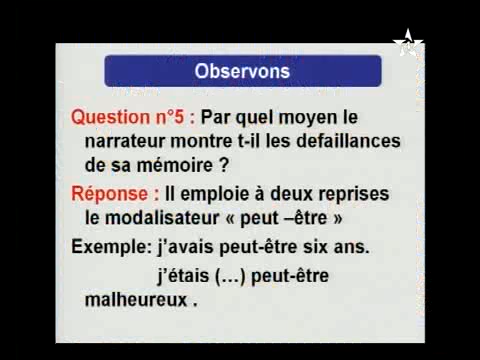 Observons
Question n°5 : Par quel moyen le
narrateur montre t-il les defaillances
de sa mémoire ?
Réponse : Il emploie à deux reprises
le modalisateur « peut –être »
Exemple: j'avais peut-être six ans.
j'étais (…) peut-être
malheureux .